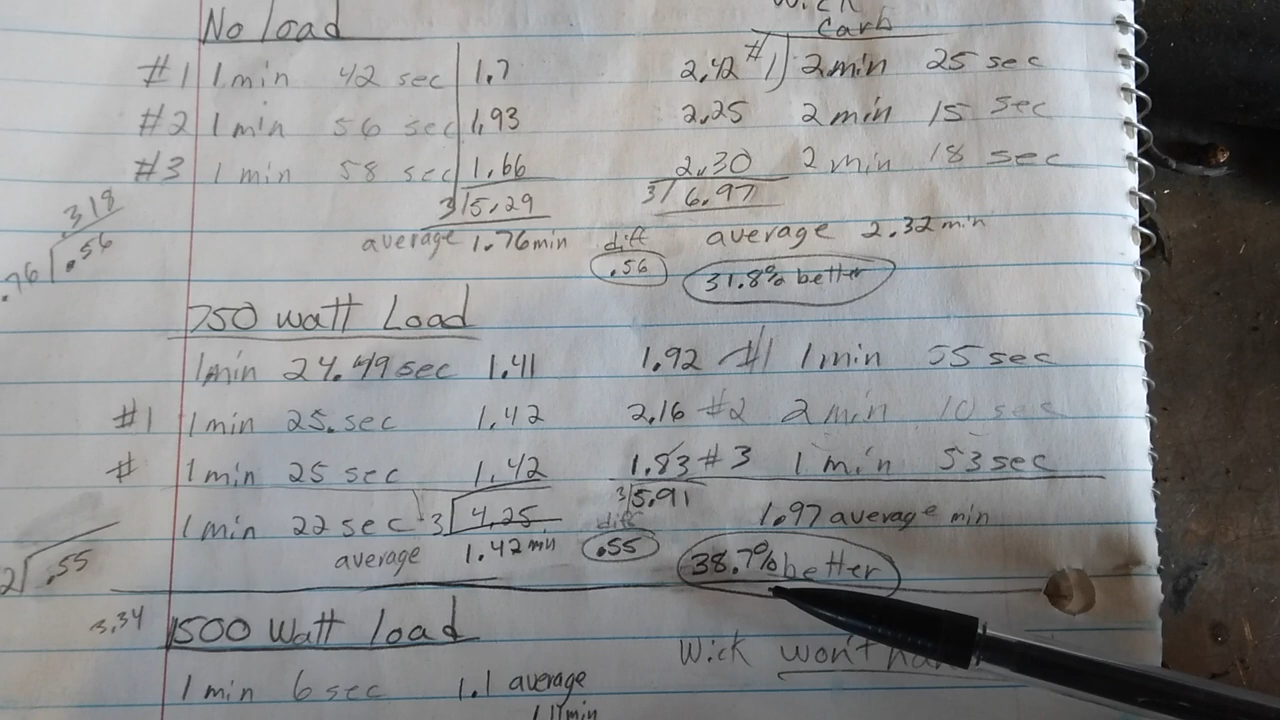 No load
Wick
Carb
#1 1 min 42 sec 1.7 2.42 #1) 2 min 25 sec
#2 1 min 56 sec 1.93 2.25 2 min 15 sec
#3 1 min 58 sec 1.66 2.30 2 min 18 sec
3/5.29 3/6.97
average 1.76 min diff average 2.32 min
.56 31.8% better
.318
.76 .56
750 watt Load
1 min 24.49 sec 1.41 1.92 #1 1 min 55 sec
#1 1 min 25. sec 1.42 2.16 #2 2 min 10 sec
# 1 min 25 sec 1.42 1.83 #3 1 min 53 sec
1 min 22 sec 3 4.25 3 5.91 1.97 average min
average 1.42 min diff .55 38.7% better
2 .55
3.34
1500 Watt load
Wick won't
1 min 6 sec 1.1 average
1.1 min